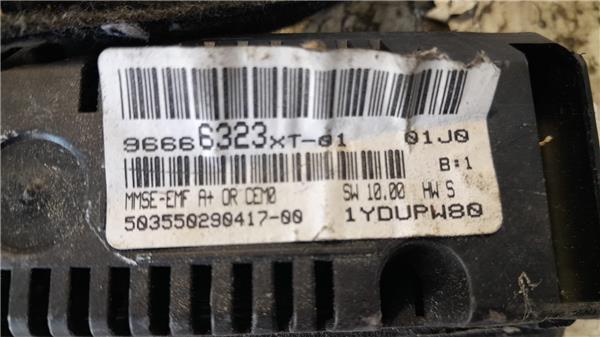 96666323XT-01 01J0
B:1
MMSE-EMF A+ OR CEM0 SW 10.00 HW S
503550290417-00 1YDUPW80